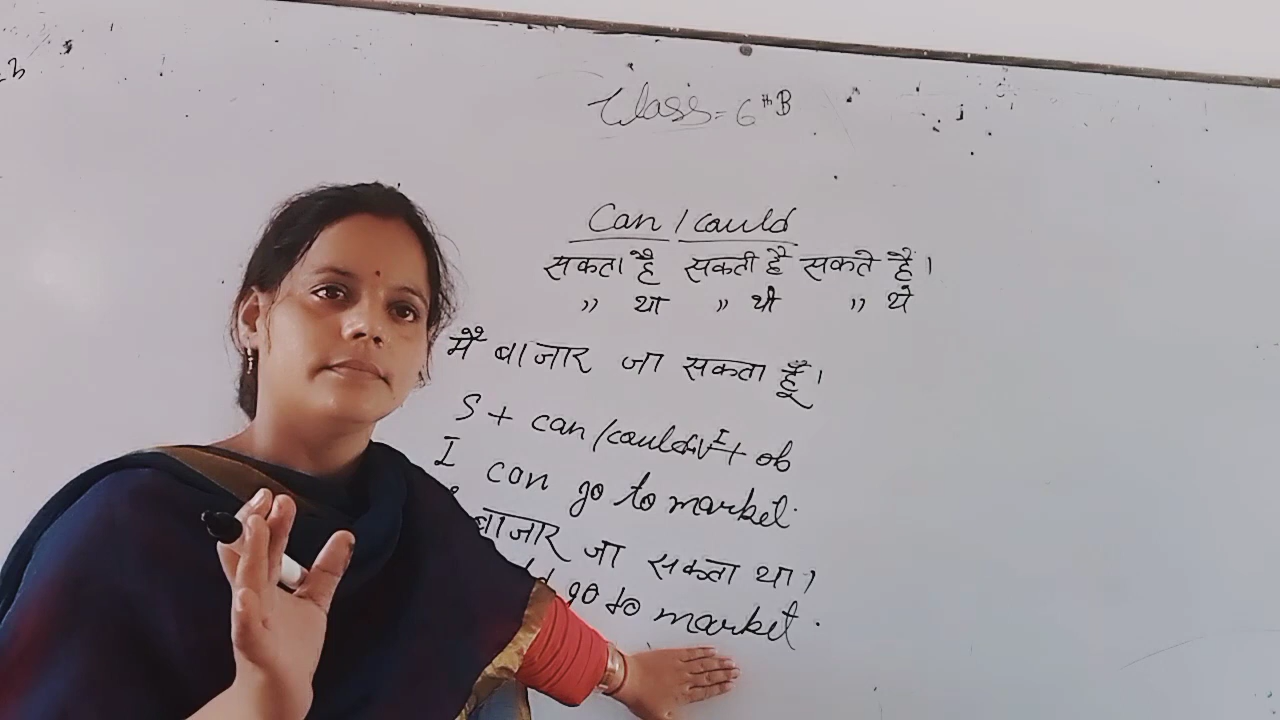 Class = 6th B
Can / could
सकता है सकती है सकते है।
" था " थी " थे
मैं बाजार जा सकता हूँ।
S + can/could+VI+ ob
I can go to market.
बाजार जा सकता था।
go to market.